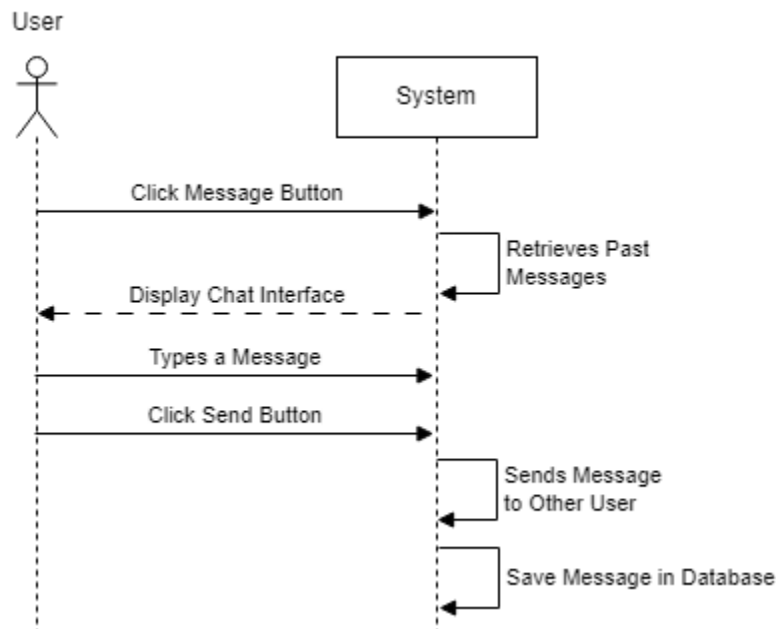 User
System
Click Message Button
Retrieves Past
Messages
Display Chat Interface
Types a Message
Click Send Button
Sends Message
to Other User
Save Message in Database